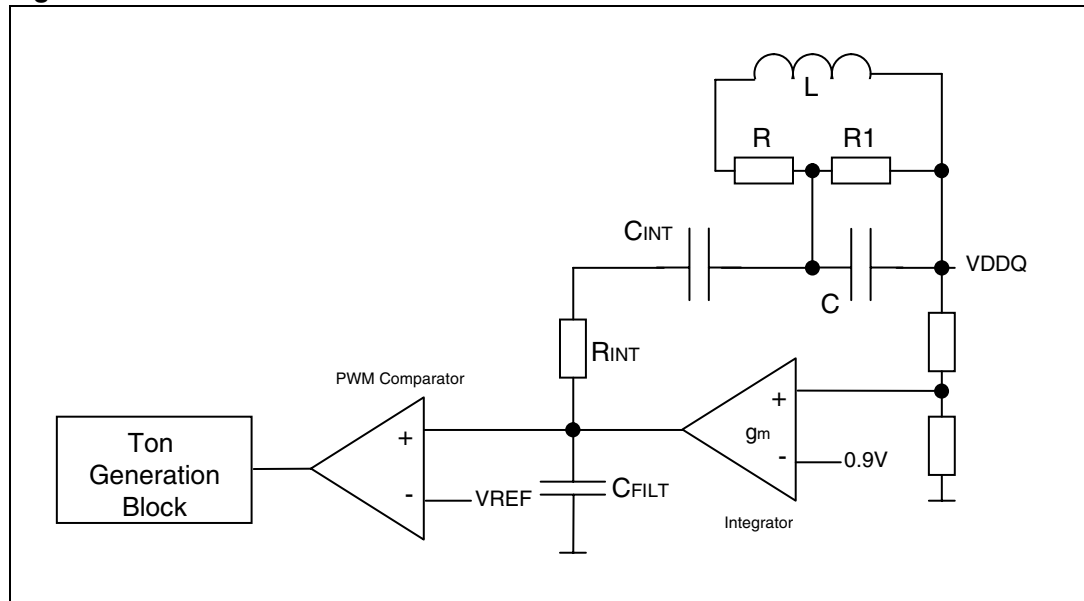 L
R
R1
CINT
VDDQ
C
RINT
PWM Comparator
+
gm
-
0.9V
Ton
Generation
Block
+
-
VREF
CFILT
Integrator